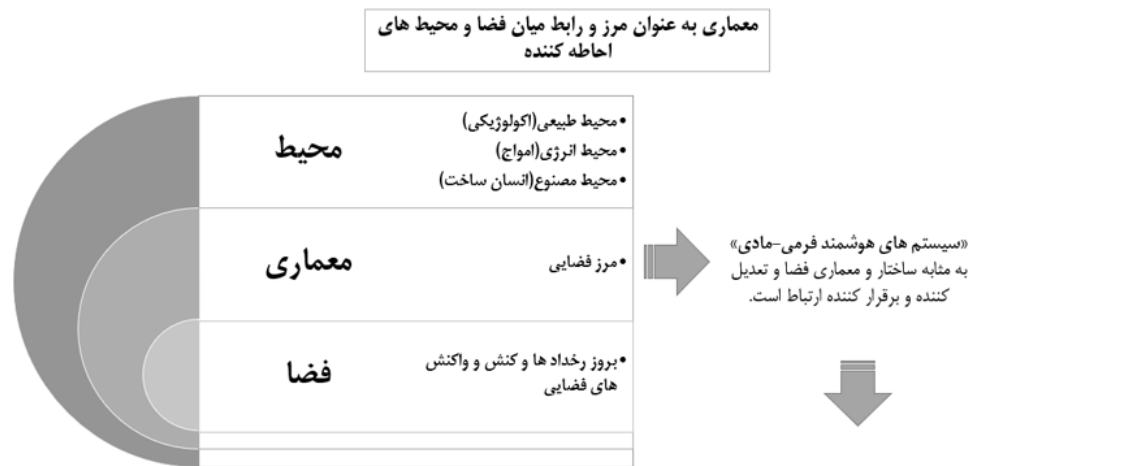 معماری به عنوان مرز و رابط میان فضا و محیط های
احاطه کننده
محیط
•محیط طبیعی(اکولوژیکی)
•محیط انرژی(امواج)
•محیط مصنوع(انسان ساخت)
معماری
•مرز فضایی
«سیستم های هوشمند فرمی-مادی»
به مثابه ساختار و معماری فضا و تعدیل
کننده و برقرار کننده ارتباط است.
فضا
•بروز رخداد ها و کنش و واکنش
های فضایی